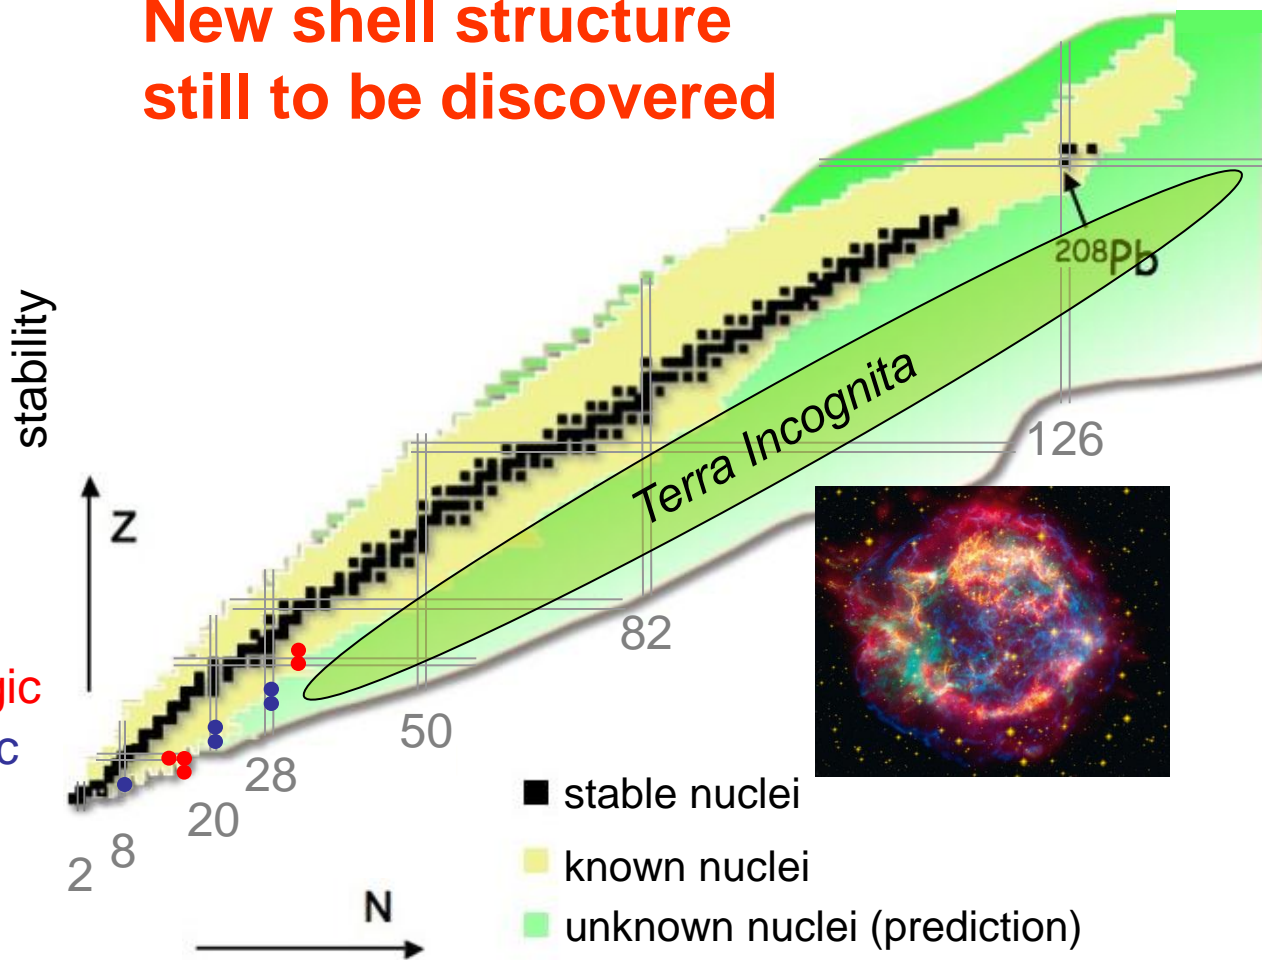 New shell structure
still to be discovered
stability
Z
208Pb
Terra Incognita
126
82
50
28
20
8
2
gic
c
N
stable nuclei
known nuclei
unknown nuclei (prediction)